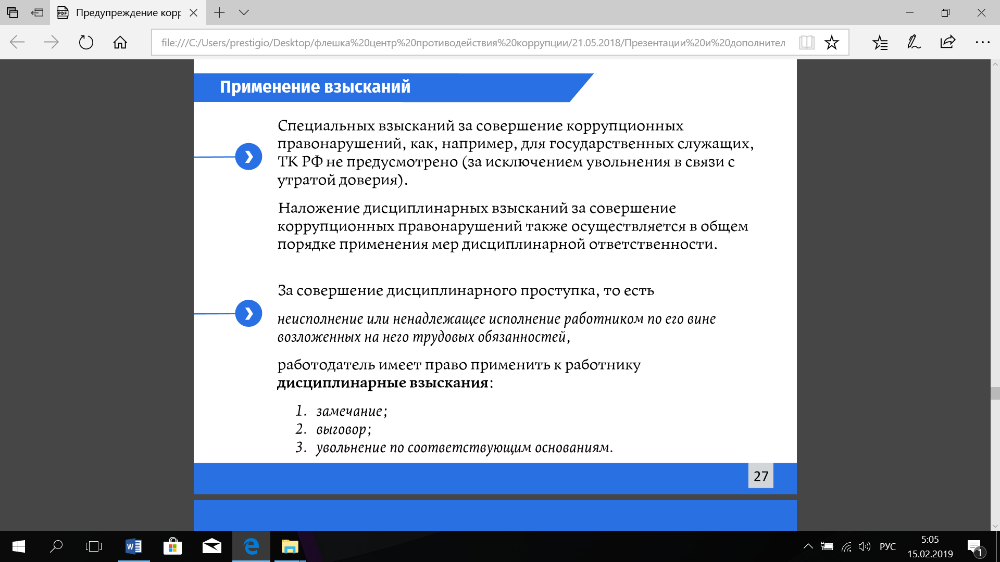 Предупреждение кор
file:///C:/Users/prestigio/Desktop/флешка%20центр%20противодействия%20коррупции/21.05.2018/Презентации%20и%20дополнител
Применение взысканий
Специальных взысканий за совершение коррупционных
правонарушений, как, например, для государственных служащих,
ТК РФ не предусмотрено (за исключением увольнения в связи с
утратой доверия).
Наложение дисциплинарных взысканий за совершение
коррупционных правонарушений также осуществляется в общем
порядке применения мер дисциплинарной ответственности.
За совершение дисциплинарного проступка, то есть
неисполнение или ненадлежащее исполнение работником по его вине
возложенных на него трудовых обязанностей,
работодатель имеет право применить к работнику
дисциплинарные взыскания:
1. замечание;
2. выговор;
3. увольнение по соответствующим основаниям.
27
РУС
5:05
15.02.2019
1